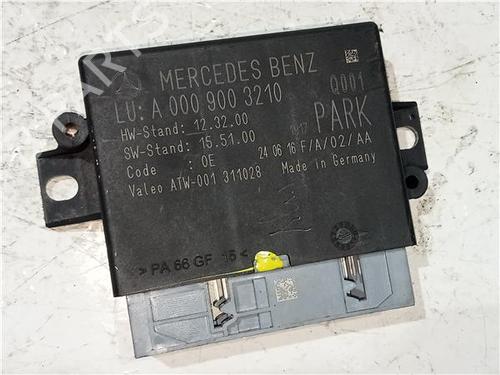 MERCEDES BENZ
LU: A 000 900 3210 Q001
HW-Stand: 12.32.00 PARK
SW-Stand: 15.51.00
Code : 0E 24 06 16 F/A/02/AA
Valeo ATW-001 311028 Made in Germany
> PA 66 GF 15 <